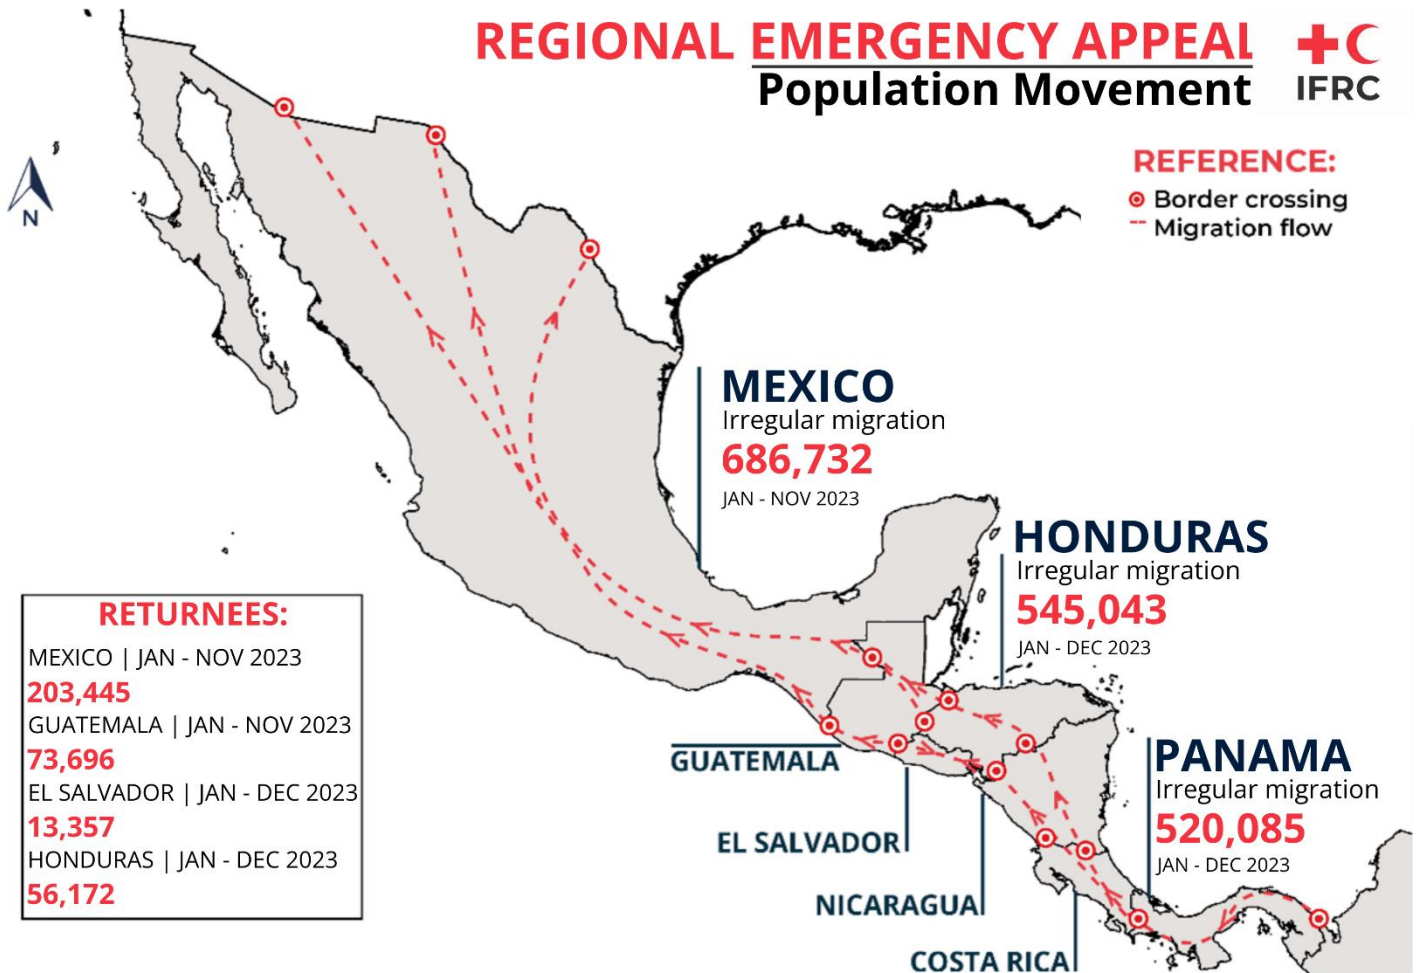 REGIONAL EMERGENCY APPEAL
Population Movement
IFRC
REFERENCE:
Border crossing
Migration flow
N
MEXICO
Irregular migration
686,732
JAN - NOV 2023
HONDURAS
Irregular migration
545,043
JAN - DEC 2023
PANAMA
Irregular migration
520,085
JAN - DEC 2023
GUATEMALA
EL SALVADOR
NICARAGUA
COSTA RICA
RETURNEES:
MEXICO | JAN - NOV 2023
203,445
GUATEMALA | JAN - NOV 2023
73,696
EL SALVADOR | JAN - DEC 2023
13,357
HONDURAS | JAN - DEC 2023
56,172